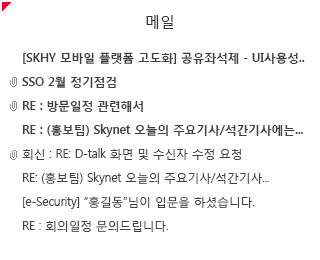 메일
[SKHY 모바일 플랫폼 고도화] 공유좌석제 - UI사용성..
SSO 2월 정기점검
RE : 방문일정 관련해서
RE : (홍보팀) Skynet 오늘의 주요기사/석간기사에는...
회신 : RE: D-talk 화면 및 수신자 수정 요청
RE: (홍보팀) Skynet 오늘의 주요기사/석간기사...
[e-Security] "홍길동"님이 입문을 하셨습니다.
RE : 회의일정 문의드립니다.